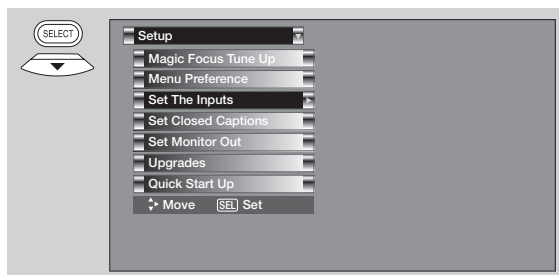 SELECT
Setup
Magic Focus Tune Up
Menu Preference
Set The Inputs
Set Closed Captions
Set Monitor Out
Upgrades
Quick Start Up
Move SEL Set